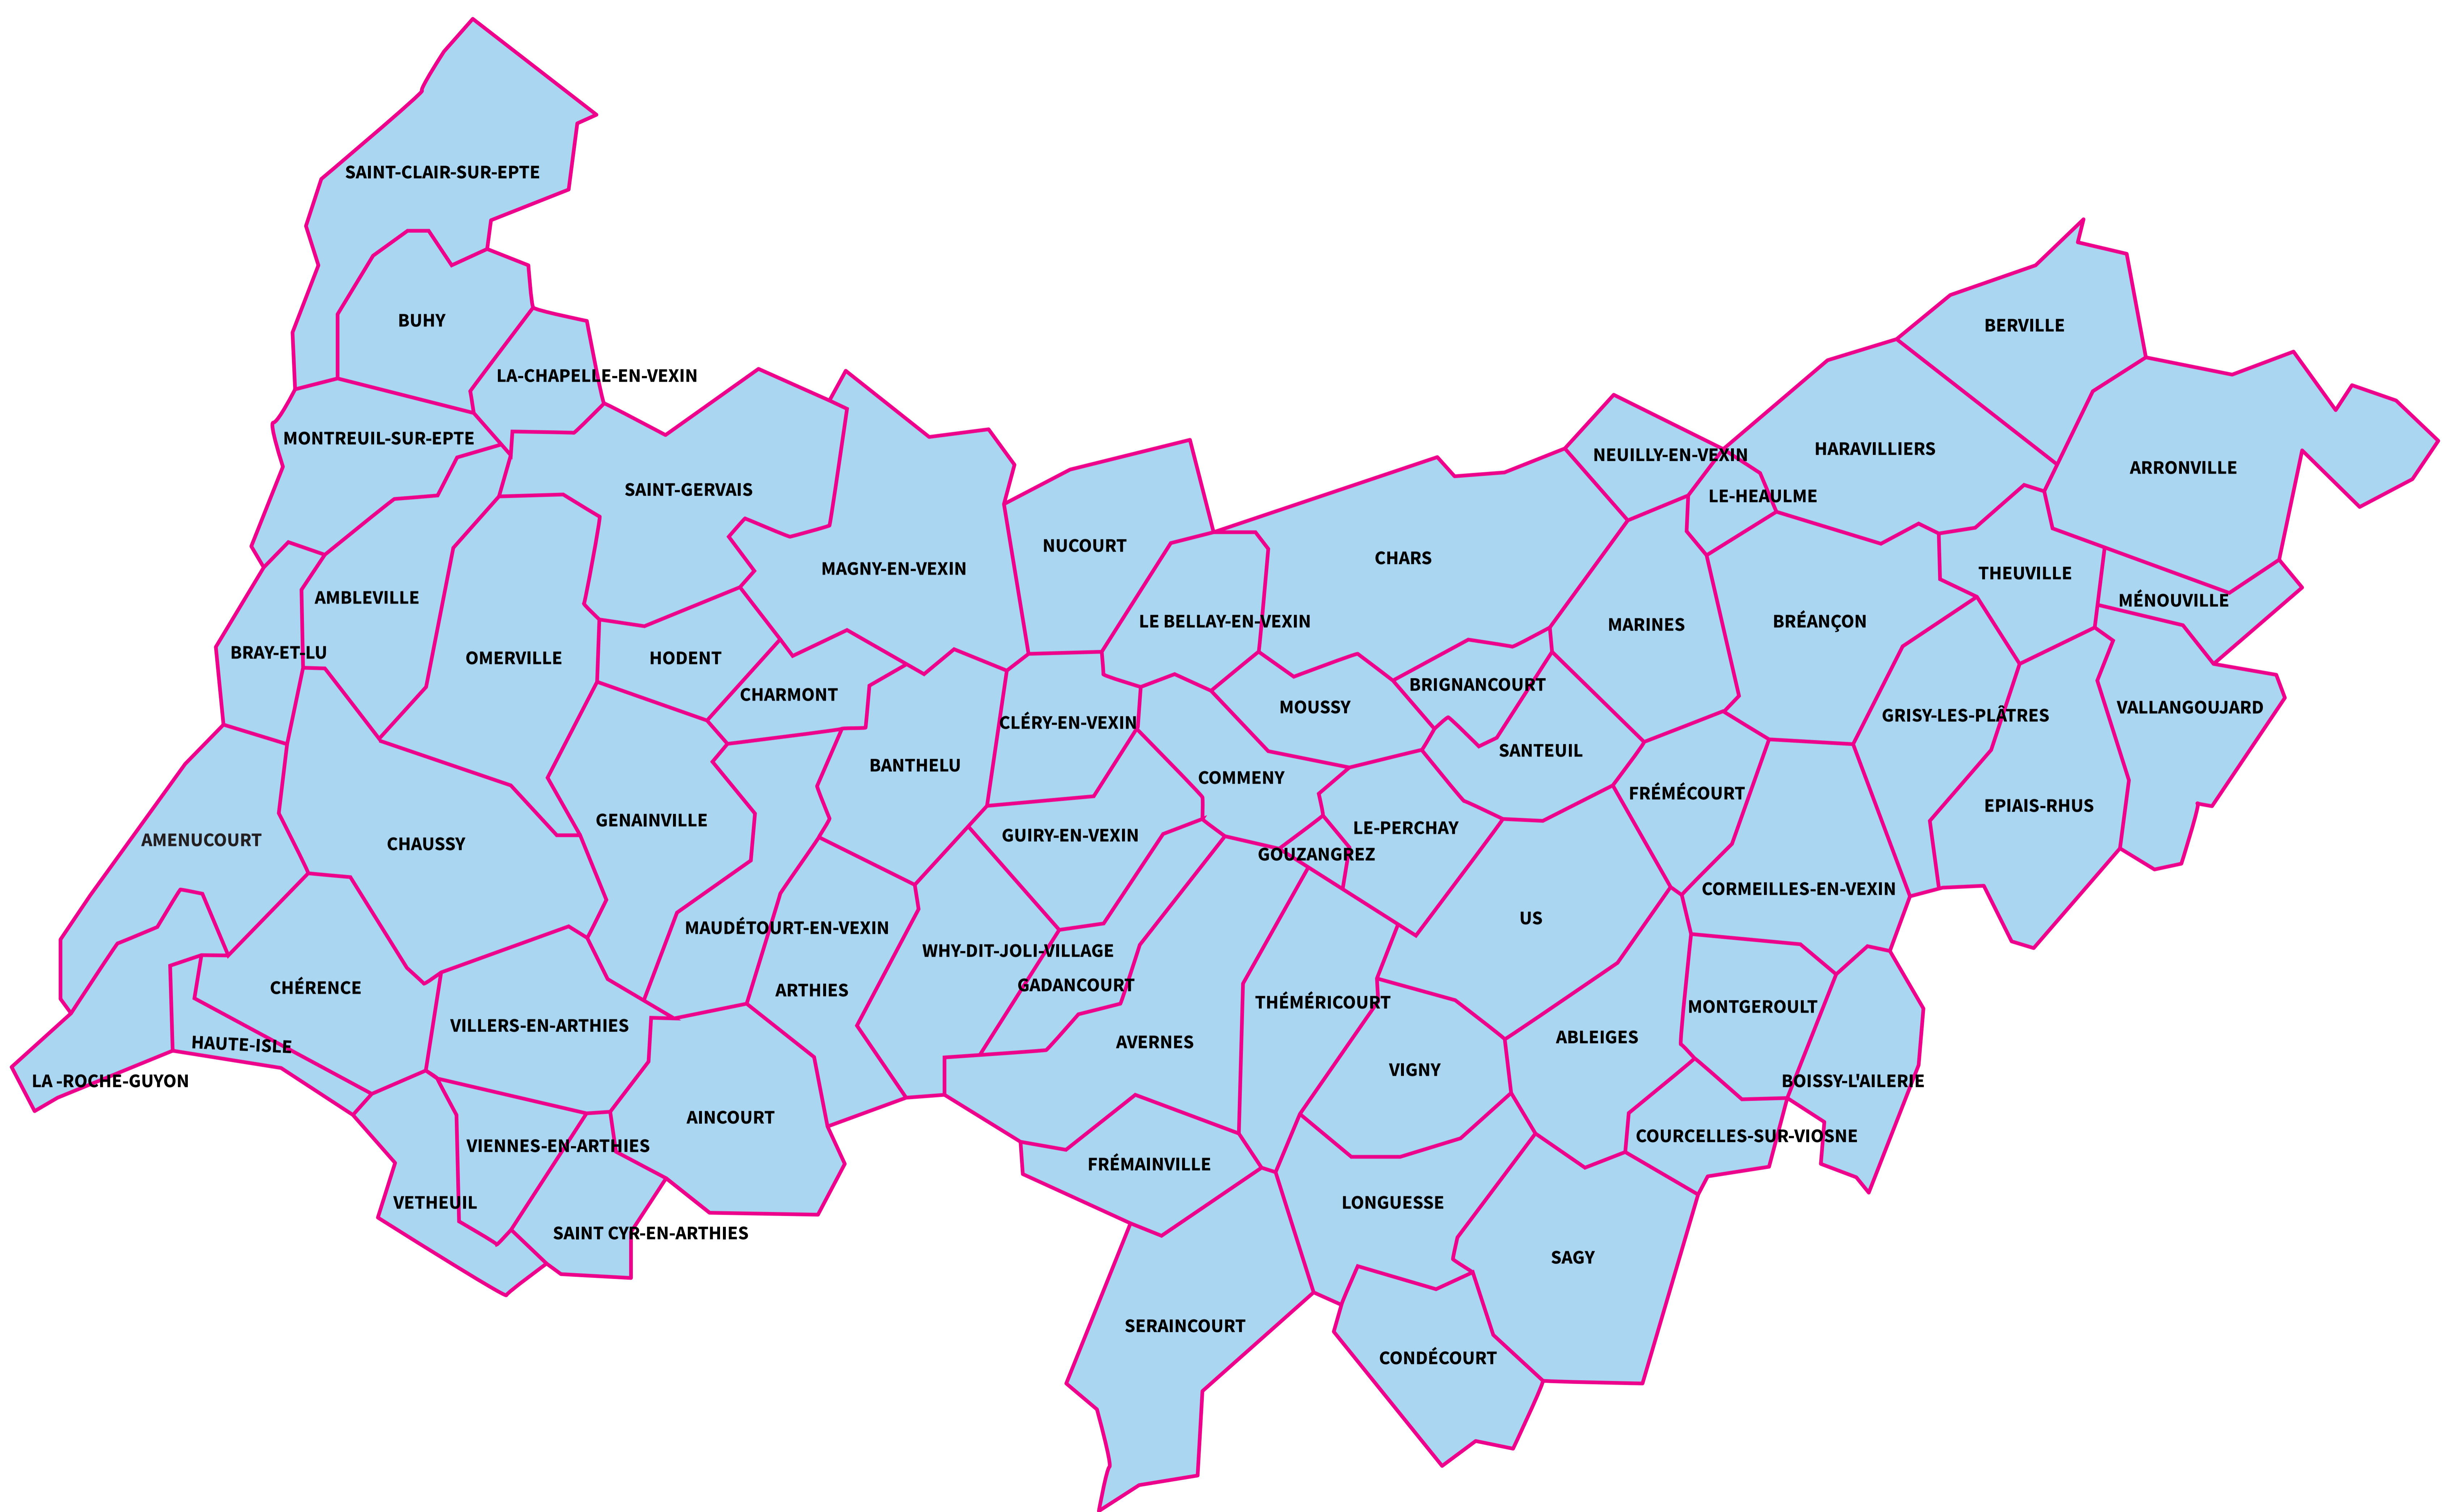 SAINT-CLAIR-SUR-EPTE
BUHY
BERVILLE
LA-CHAPELLE-EN-VEXIN
MONTREUIL-SUR-EPTE
HARAVILLIERS
NEUILLY-EN-VEXIN
ARRONVILLE
SAINT-GERVAIS
LE-HEAULME
NUCOURT
CHARS
MAGNY-EN-VEXIN
THEUVILLE
AMBLEVILLE
MÉNOUVILLE
LE BELLAY-EN-VEXIN
MARINES
BRÉANÇON
BRAY-ET-LU
OMERVILLE
HODENT
BRIGNANCOURT
CHARMONT
MOUSSY
VALLANGOUJARD
GRISY-LES-PLÂTRES
CLÉRY-EN-VEXIN
SANTEUIL
BANTHELU
COMMENY
FRÉMÉCOURT
EPIAIS-RHUS
GENAINVILLE
LE-PERCHAY
GUIRY-EN-VEXIN
AMENUCOURT
CHAUSSY
GOUZANGREZ
CORMEILLES-EN-VEXIN
US
MAUDÉTOURT-EN-VEXIN
WHY-DIT-JOLI-VILLAGE
GADANCOURT
CHÉRENCE
ARTHIES
THÉMÉRICOURT
MONTGEROULT
VILLERS-EN-ARTHIES
ABLEIGES
AVERNES
HAUTE-ISLE
VIGNY
LA -ROCHE-GUYON
BOISSY-L'AILERIE
AINCOURT
COURCELLES-SUR-VIOSNE
VIENNES-EN-ARTHIES
FRÉMAINVILLE
VETHEUIL
LONGUESSE
SAINT CYR-EN-ARTHIES
SAGY
SERAINCOURT
CONDÉCOURT